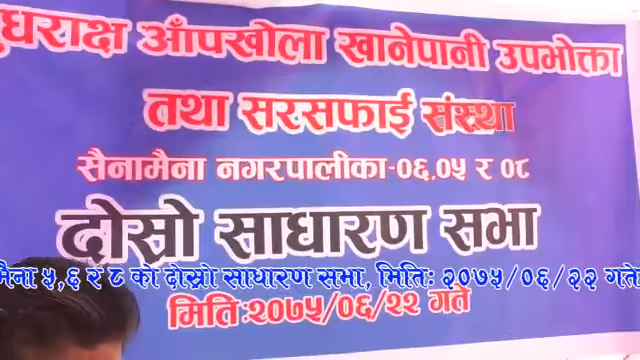 आँपखोला खानेपानी उपभोक्ता
तथा सरसफाई संस्था
सैनामैना नगरपालीका-०६,०५ र ०८
दोस्रो साधारण सभा
५,६ र ८ को दोस्रो साधारण सभा, मिति: २०७५/०६/२२ गते
मिति:२०७५/०६/२२ गते